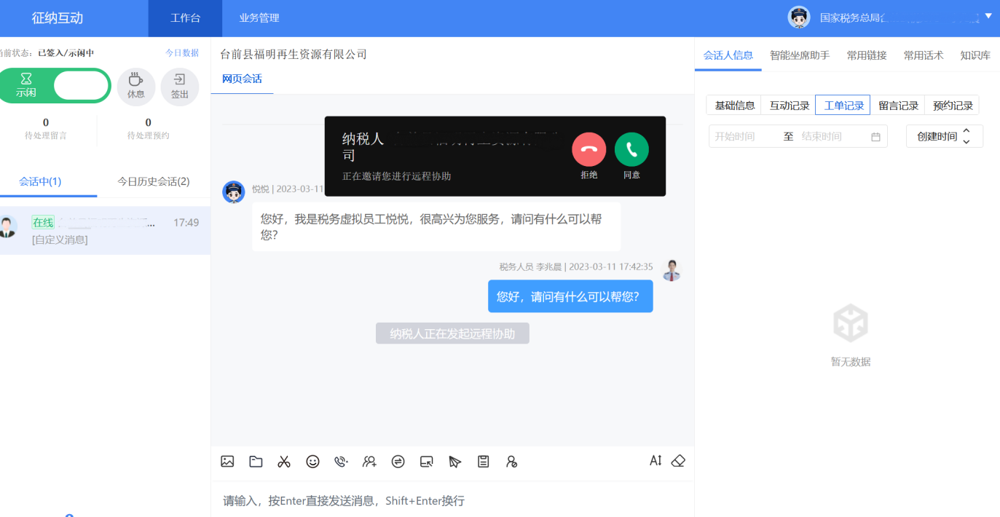 征纳互动
工作台
业务管理
国家税务总局
当前状态：已签入/示闲中
今日数据
示闲
休息
签出
0
待处理留言
0
待处理预约
会话中(1)
今日历史会话(2)
在线
...
17:49
[自定义消息]
台前县福明再生资源有限公司
网页会话
纳税人
司
正在邀请您进行远程协助
拒绝
同意
悦悦 | 2023-03-11
您好，我是税务虚拟员工悦悦，很高兴为您服务，请问有什么可以帮
您？
税务人员 李兆晨 | 2023-03-11 17:42:35
您好，请问有什么可以帮您？
纳税人正在发起远程协助
请输入，按Enter直接发送消息，Shift+Enter换行
会话人信息
智能坐席助手
常用链接
常用话术
知识库
基础信息
互动记录
工单记录
留言记录
预约记录
开始时间 至 结束时间
创建时间
暂无数据